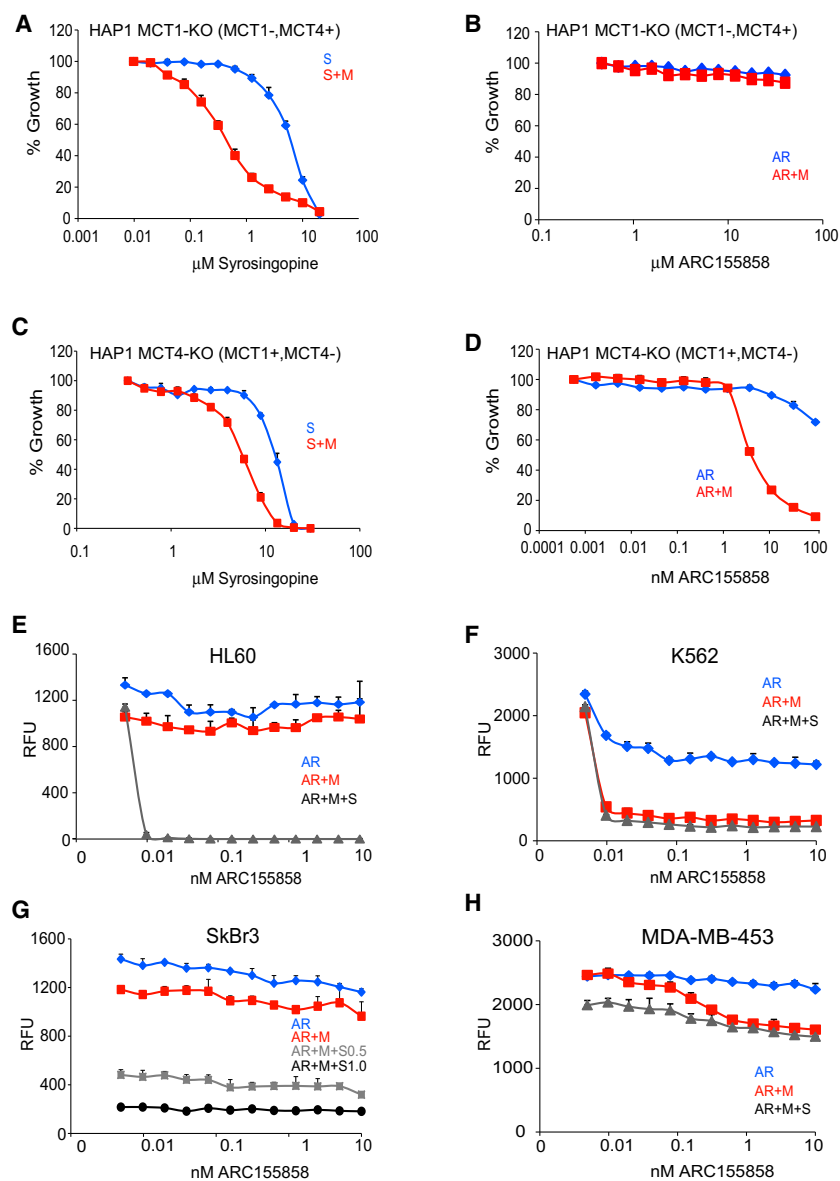 A
HAP1 MCT1-KO (MCT1-,MCT4+)
% Growth
120
100
80
60
40
20
0
S
S+M
0.001
0.01
0.1
1
10
100
µM Syrosingopine
B
HAP1 MCT1-KO (MCT1-,MCT4+)
% Growth
120
100
80
60
40
20
0
AR
AR+M
0.1
1
10
100
µM ARC155858
C
HAP1 MCT4-KO (MCT1+,MCT4-)
% Growth
120
100
80
60
40
20
0
S
S+M
0.1
1
10
100
µM Syrosingopine
D
HAP1 MCT4-KO (MCT1+,MCT4-)
% Growth
120
100
80
60
40
20
0
AR
AR+M
0.0001
0.001
0.01
0.1
1
10
100
nM ARC155858
E
HL60
RFU
1600
1200
800
400
0
AR
AR+M
AR+M+S
0
0.01
0.1
1
10
nM ARC155858
F
K562
RFU
3000
2000
1000
0
AR
AR+M
AR+M+S
0
0.01
0.1
1
10
nM ARC155858
G
SkBr3
RFU
1600
1200
800
400
0
AR
AR+M
AR+M+S0.5
AR+M+S1.0
0
0.01
0.1
1
10
nM ARC155858
H
MDA-MB-453
RFU
3000
2000
1000
0
AR
AR+M
AR+M+S
0
0.01
0.1
1
10
nM ARC155858